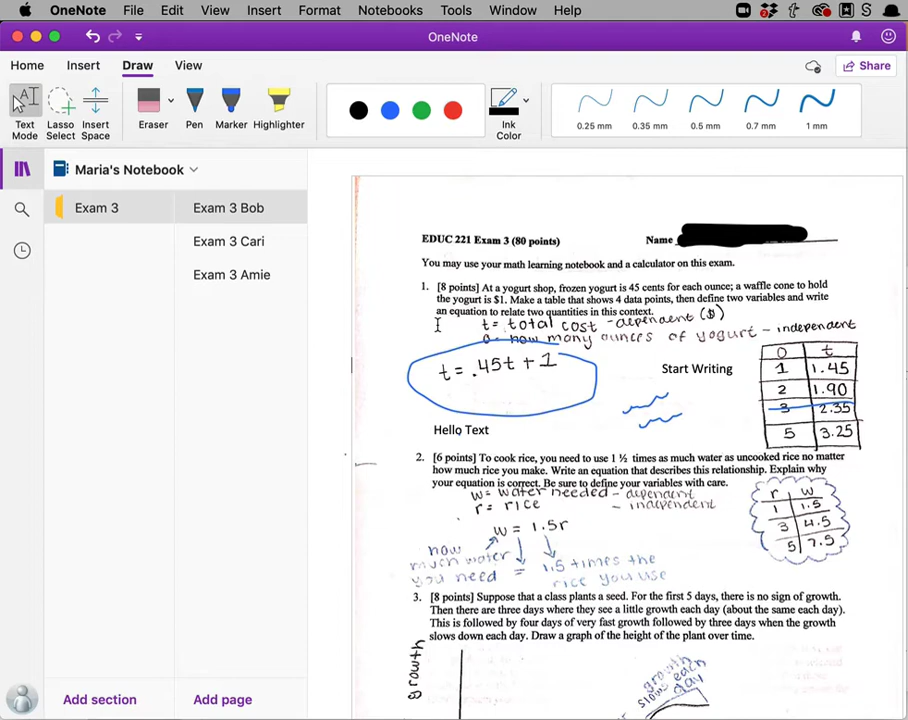 OneNote File Edit View Insert Format Notebooks Tools Window Help
OneNote
Home Insert Draw View Share
Text Mode Lasso Select Insert Space Eraser Pen Marker Highlighter Ink Color 0.25 mm 0.35 mm 0.5 mm 0.7 mm 1 mm
Maria's Notebook
Exam 3
Exam 3 Bob
Exam 3 Cari
Exam 3 Amie
Add section
Add page
EDUC 221 Exam 3 (80 points) Name
You may use your math learning notebook and a calculator on this exam.
1. [8 points] At a yogurt shop, frozen yogurt is 45 cents for each ounce; a waffle cone to hold
the yogurt is $1. Make a table that shows 4 data points, then define two variables and write
an equation to relate two quantities in this context.
t = total cost - dependent ($)
how many ounces of yogurt - independent
t = .45t + 1
Start Writing
O t
1 1.45
2 1.90
3 2.35
5 3.25
Hello Text
2. [6 points] To cook rice, you need to use 1 ½ times as much water as uncooked rice no matter
how much rice you make. Write an equation that describes this relationship. Explain why
your equation is correct. Be sure to define your variables with care.
w = water needed - dependent
r = rice - independent
w = 1.5r
r w
1 1.5
3 4.5
5 7.5
how
much water
you need = 1.5 times the
rice you use
3. [8 points] Suppose that a class plants a seed. For the first 5 days, there is no sign of growth.
Then there are three days where they see a little growth each day (about the same each day).
This is followed by four days of very fast growth followed by three days when the growth
slows down each day. Draw a graph of the height of the plant over time.
growth
growth
slows each
day